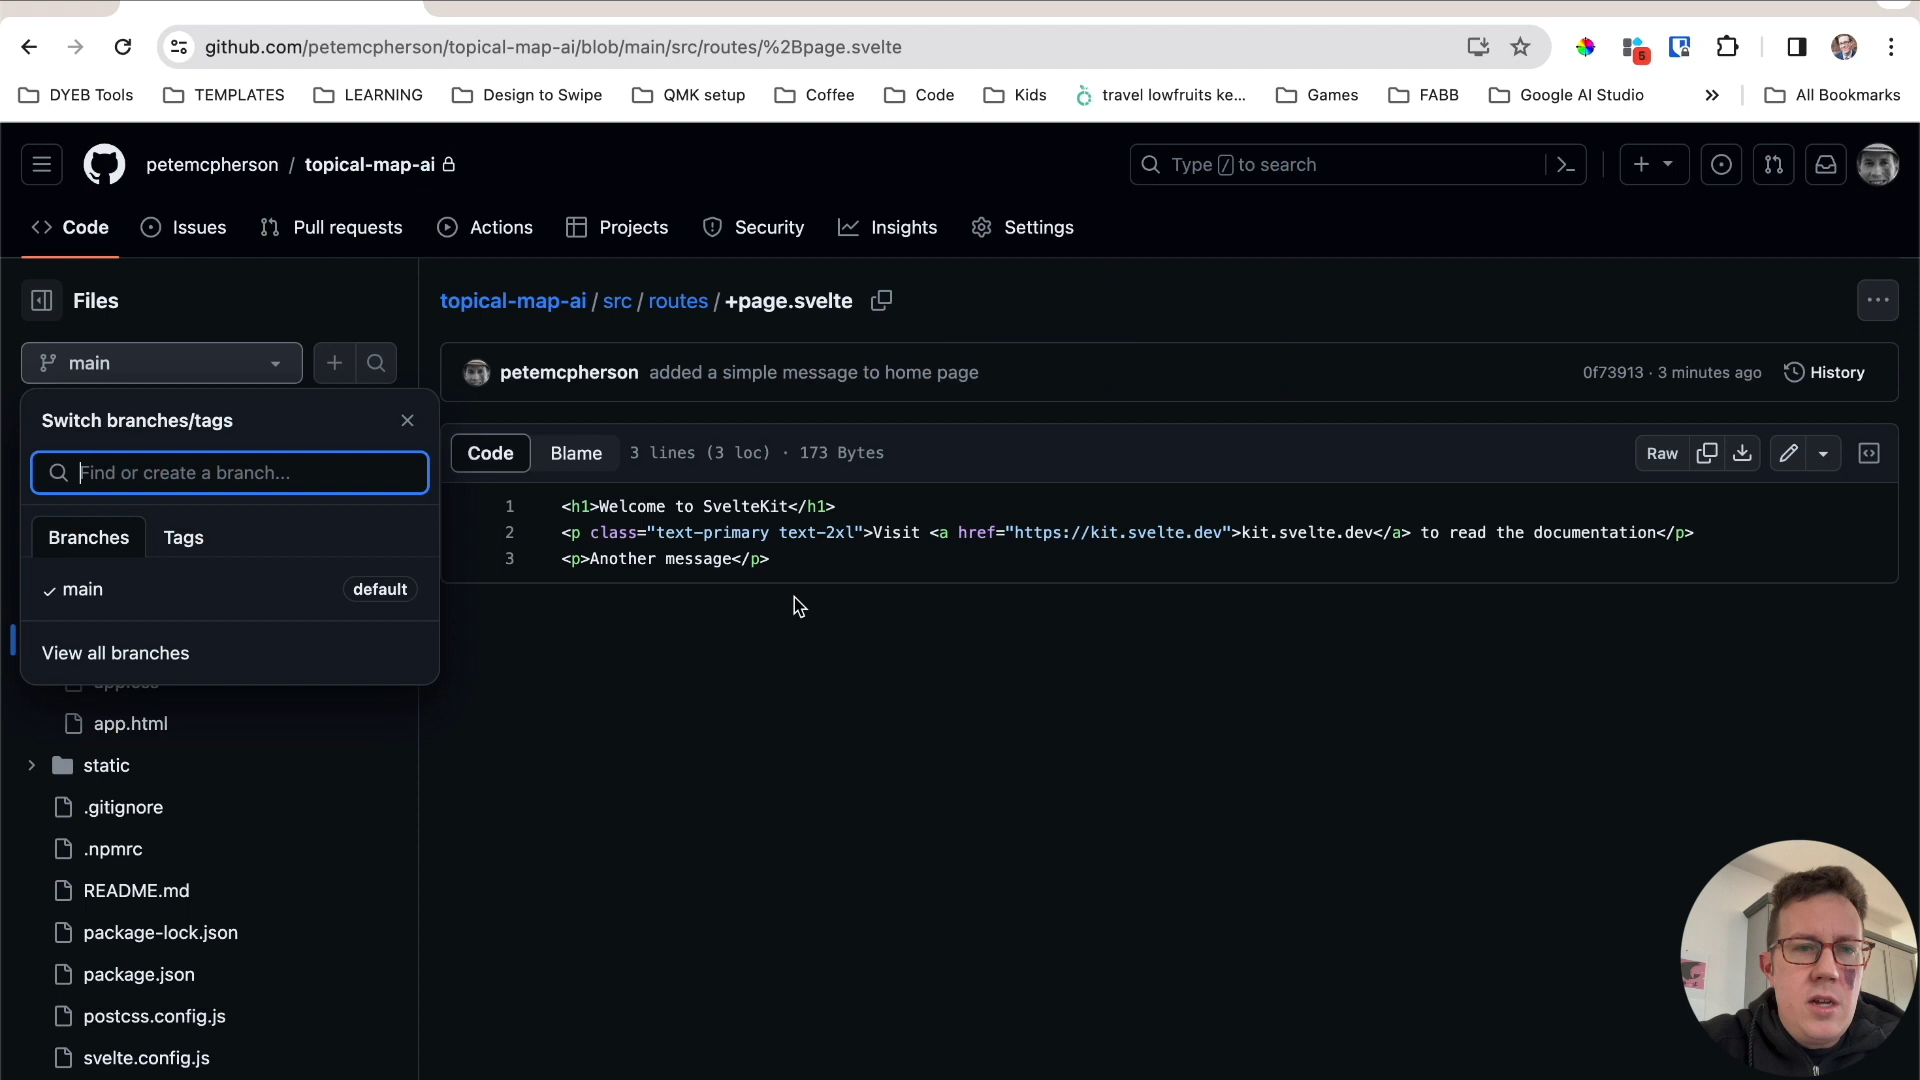 github.com/petemcpherson/topical-map-ai/blob/main/src/routes/%2Bpage.svelte
5
DYEB Tools TEMPLATES LEARNING Design to Swipe QMK setup Coffee Code Kids travel lowfruits ke... Games FABB Google AI Studio All Bookmarks
petemcpherson / topical-map-ai
Type / to search
Code Issues Pull requests Actions Projects Security Insights Settings
Files
topical-map-ai / src / routes / +page.svelte
main
petemcpherson added a simple message to home page
0f73913 · 3 minutes ago History
Switch branches/tags
Find or create a branch...
Branches Tags
main default
View all branches
Code Blame 3 lines (3 loc) · 173 Bytes Raw
1 <h1>Welcome to SvelteKit</h1>
2 <p class="text-primary text-2xl">Visit <a href="https://kit.svelte.dev">kit.svelte.dev</a> to read the documentation</p>
3 <p>Another message</p>
app.css
app.html
static
.gitignore
.npmrc
README.md
package-lock.json
package.json
postcss.config.js
svelte.config.js